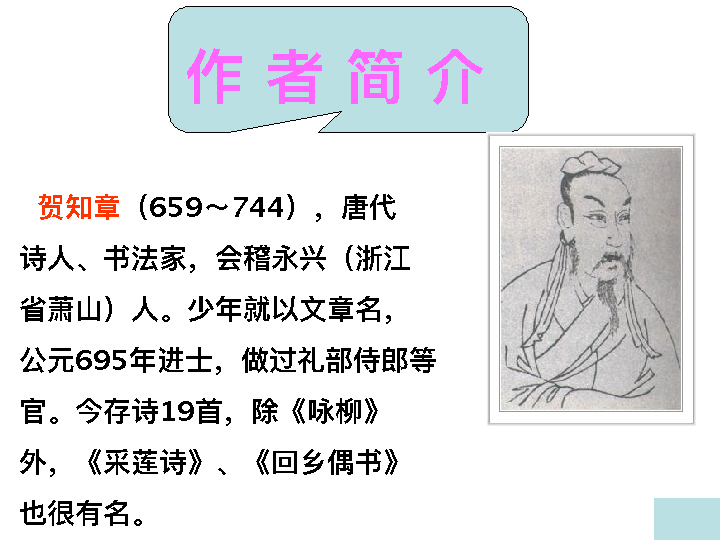 作者简介
贺知章（659～744），唐代
诗人、书法家，会稽永兴（浙江
省萧山）人。少年就以文章名，
公元695年进士，做过礼部侍郎等
官。今存诗19首，除《咏柳》
外，《采莲诗》、《回乡偶书》
也很有名。